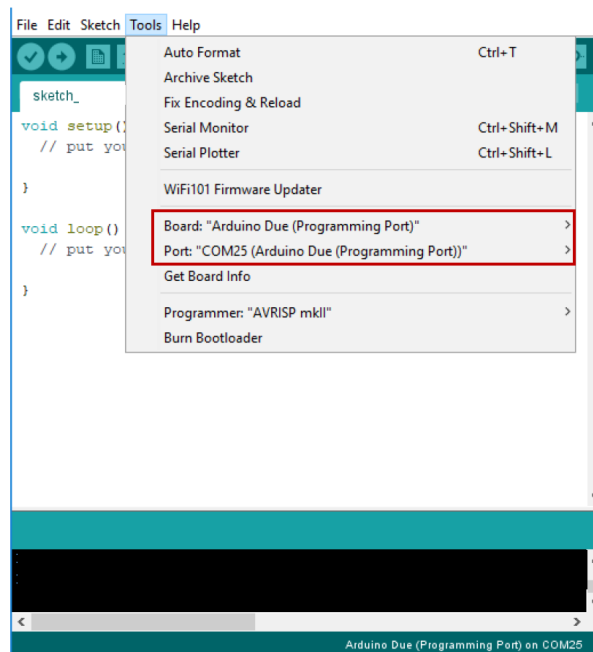 File Edit Sketch Tools Help
Auto Format Ctrl+T
Archive Sketch
sketch_
Fix Encoding & Reload
void setup()
Serial Monitor Ctrl+Shift+M
// put you
Serial Plotter Ctrl+Shift+L
}
WiFi101 Firmware Updater
void loop()
Board: "Arduino Due (Programming Port)"
// put you
Port: "COM25 (Arduino Due (Programming Port))"
Get Board Info
}
Programmer: "AVRISP mkII"
Burn Bootloader
Arduino Due (Programming Port) on COM25